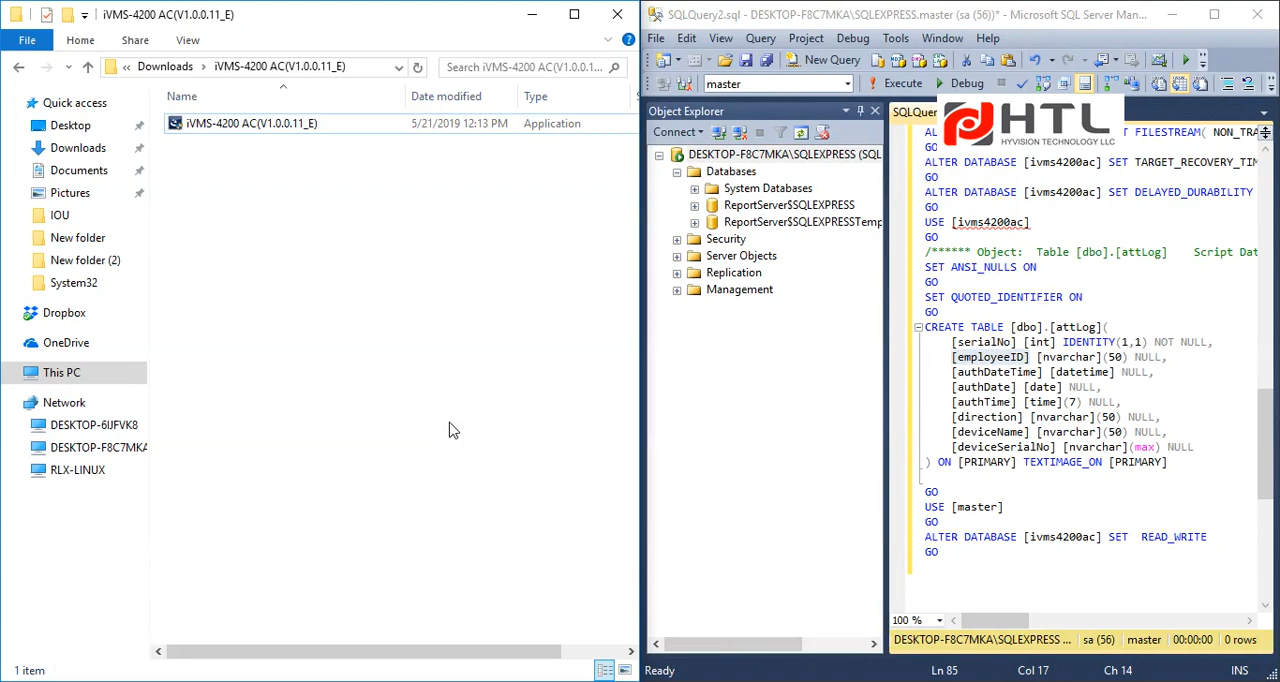 iVMS-4200 AC(V1.0.0.11_E)
File Home Share View
« Downloads › iVMS-4200 AC(V1.0.0.11_E)
Search iVMS-4200 AC(V1.0.0.1...
Name Date modified Type
iVMS-4200 AC(V1.0.0.11_E) 5/21/2019 12:13 PM Application
Quick access
Desktop
Downloads
Documents
Pictures
IOU
New folder
New folder (2)
System32
Dropbox
OneDrive
This PC
Network
DESKTOP-6IJFVK8
DESKTOP-F8C7MKA
RLX-LINUX
1 item
SQLQuery2.sql - DESKTOP-F8C7MKA\SQLEXPRESS.master (sa (56))* - Microsoft SQL Server Man...
File Edit View Query Project Debug Tools Window Help
New Query
master
Execute Debug
Object Explorer
Connect
DESKTOP-F8C7MKA\SQLEXPRESS (SQL
Databases
System Databases
ReportServer$SQLEXPRESS
ReportServer$SQLEXPRESSTemp
Security
Server Objects
Replication
Management
SQLQuer
HTL
HYVISION TECHNOLOGY LLC
AL T FILESTREAM( NON_TRA
GO
ALTER DATABASE [ivms4200ac] SET TARGET_RECOVERY_TIM
GO
ALTER DATABASE [ivms4200ac] SET DELAYED_DURABILITY
GO
USE [ivms4200ac]
GO
/****** Object: Table [dbo].[attLog] Script Dat
SET ANSI_NULLS ON
GO
SET QUOTED_IDENTIFIER ON
GO
CREATE TABLE [dbo].[attLog](
[serialNo] [int] IDENTITY(1,1) NOT NULL,
[employeeID] [nvarchar](50) NULL,
[authDateTime] [datetime] NULL,
[authDate] [date] NULL,
[authTime] [time](7) NULL,
[direction] [nvarchar](50) NULL,
[deviceName] [nvarchar](50) NULL,
[deviceSerialNo] [nvarchar](max) NULL
) ON [PRIMARY] TEXTIMAGE_ON [PRIMARY]
GO
USE [master]
GO
ALTER DATABASE [ivms4200ac] SET READ_WRITE
GO
100 %
DESKTOP-F8C7MKA\SQLEXPRESS ... sa (56) master 00:00:00 0 rows
Ready Ln 85 Col 17 Ch 14 INS